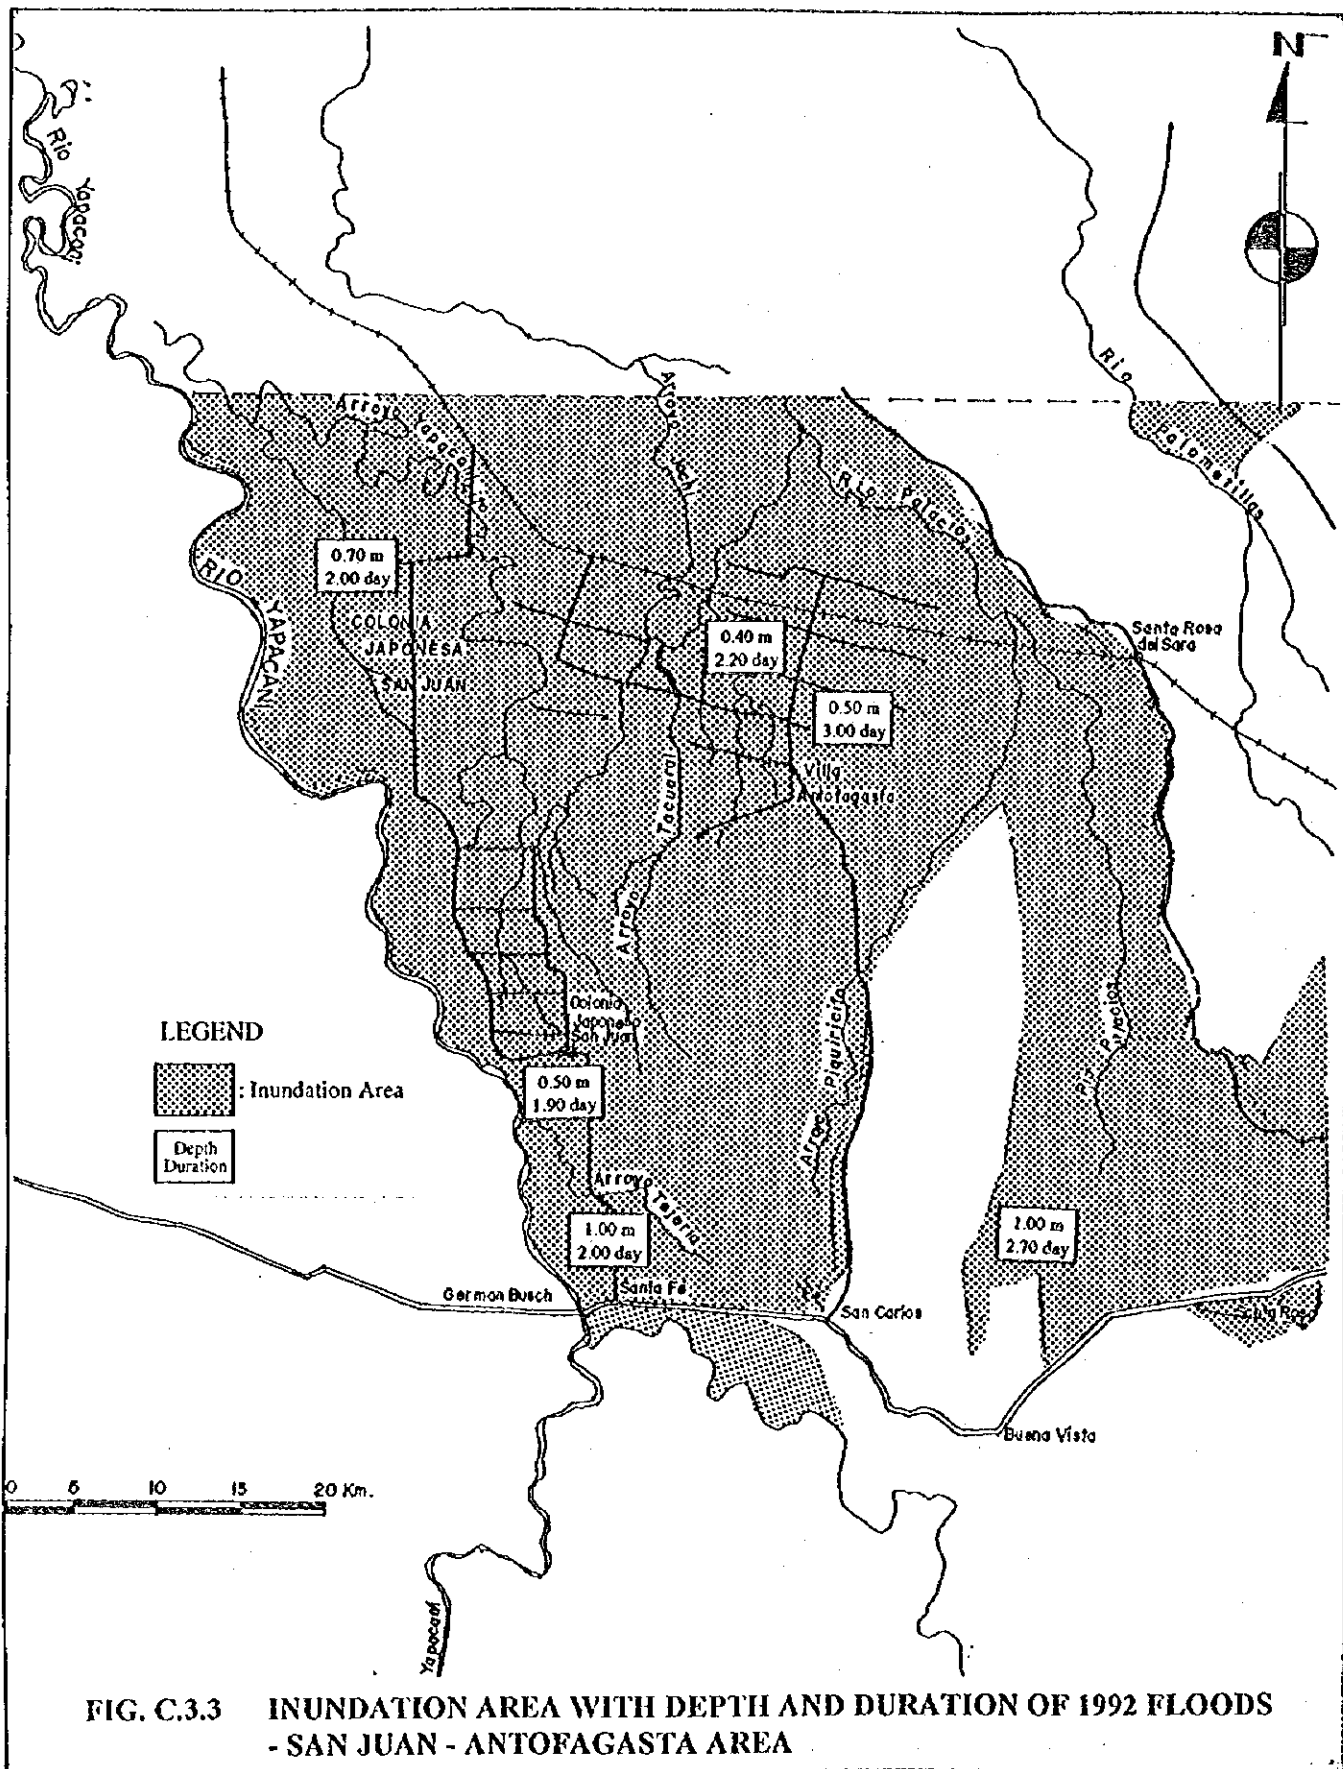 N
Rio
Yapacani
Rio
Palometillas
Arroyo Yapacani
Arroyo Jochi
Rio Palacios
RIO
YAPACANI
0.70 m
2.00 day
COLONIA
JAPONESA
SAN JUAN
0.40 m
2.20 day
Santa Rosa
del Sara
0.50 m
3.00 day
Villa
Antofagasta
Arroyo Tacuaral
Colonia
Japonesa
San Juan
Arroyo Piquiricito
Palacios
LEGEND
: Inundation Area
Depth
Duration
0.50 m
1.90 day
Arroyo Tejeria
1.00 m
2.00 day
1.00 m
2.70 day
German Busch
Santa Fé
San Carlos
Santa Rosa
Buena Vista
0 5 10 15 20 Km.
Yapacaní
FIG. C.3.3 INUNDATION AREA WITH DEPTH AND DURATION OF 1992 FLOODS
- SAN JUAN - ANTOFAGASTA AREA